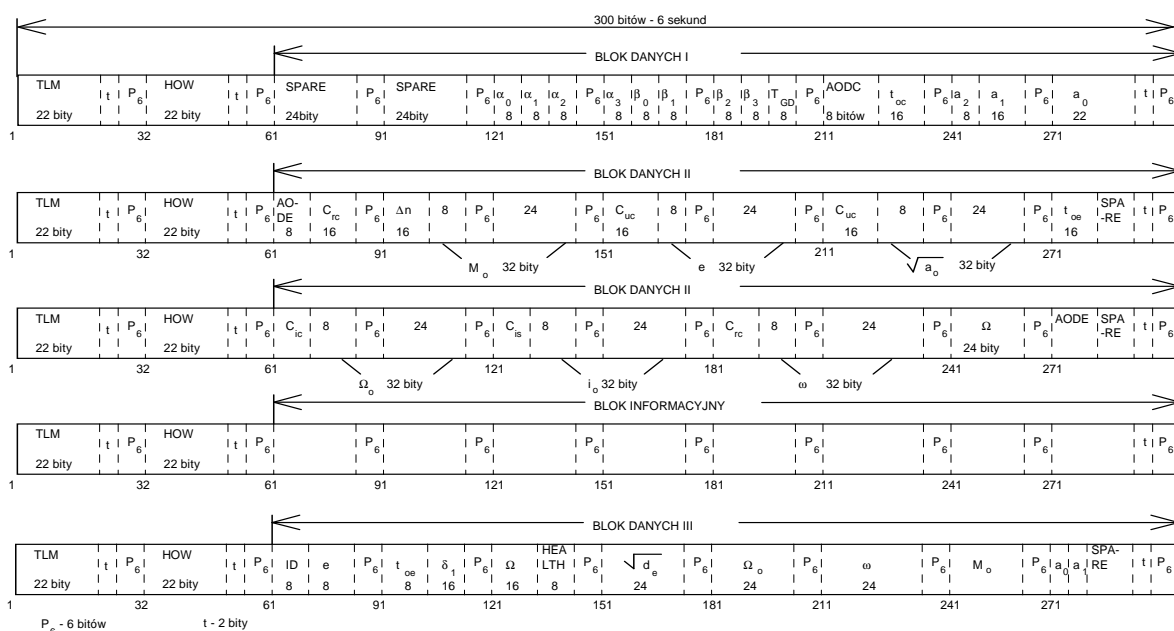 300 bitów - 6 sekund
BLOK DANYCH I
TLM t P6 HOW t P6 SPARE P6 SPARE P6 α0 α1 α2 P6 α3 β0 β1 P6 β2 β3 TGD P6 AODC toc P6 a2 a1 P6 a0 t P6
22 bity 22 bity 24bity 24bity 8 8 8 8 8 8 8 8 8 8 bitów 16 8 16 22
1 32 61 91 121 151 181 211 241 271
BLOK DANYCH II
TLM t P6 HOW t P6 AO-DE Crc P6 Δn 8 P6 24 P6 Cuc 8 P6 24 P6 Cuc 8 P6 24 P6 toe SPA-RE t P6
22 bity 22 bity 8 16 16 16 16 16
1 32 61 91 121 151 181 211 241 271
Mo 32 bity e 32 bity √ao 32 bity
BLOK DANYCH II
TLM t P6 HOW t P6 Cic 8 P6 24 P6 Cis 8 P6 24 P6 Crc 8 P6 24 P6 Ω P6 AODE SPA-RE t P6
22 bity 22 bity 24 bity
1 32 61 91 121 151 181 211 241 271
Ωo 32 bity io 32 bity ω 32 bity
BLOK INFORMACYJNY
TLM t P6 HOW t P6 P6 P6 P6 P6 P6 P6 P6 t P6
22 bity 22 bity
1 32 61 91 121 151 181 211 241 271
BLOK DANYCH III
TLM t P6 HOW t P6 ID e P6 toe δ1 P6 Ω HEALTH P6 √de P6 Ωo P6 ω P6 Mo P6 a0 a1 SPA-RE t P6
22 bity 22 bity 8 8 8 16 16 8 24 24 24
1 32 61 91 121 151 181 211 241 271
P6 - 6 bitów t - 2 bity